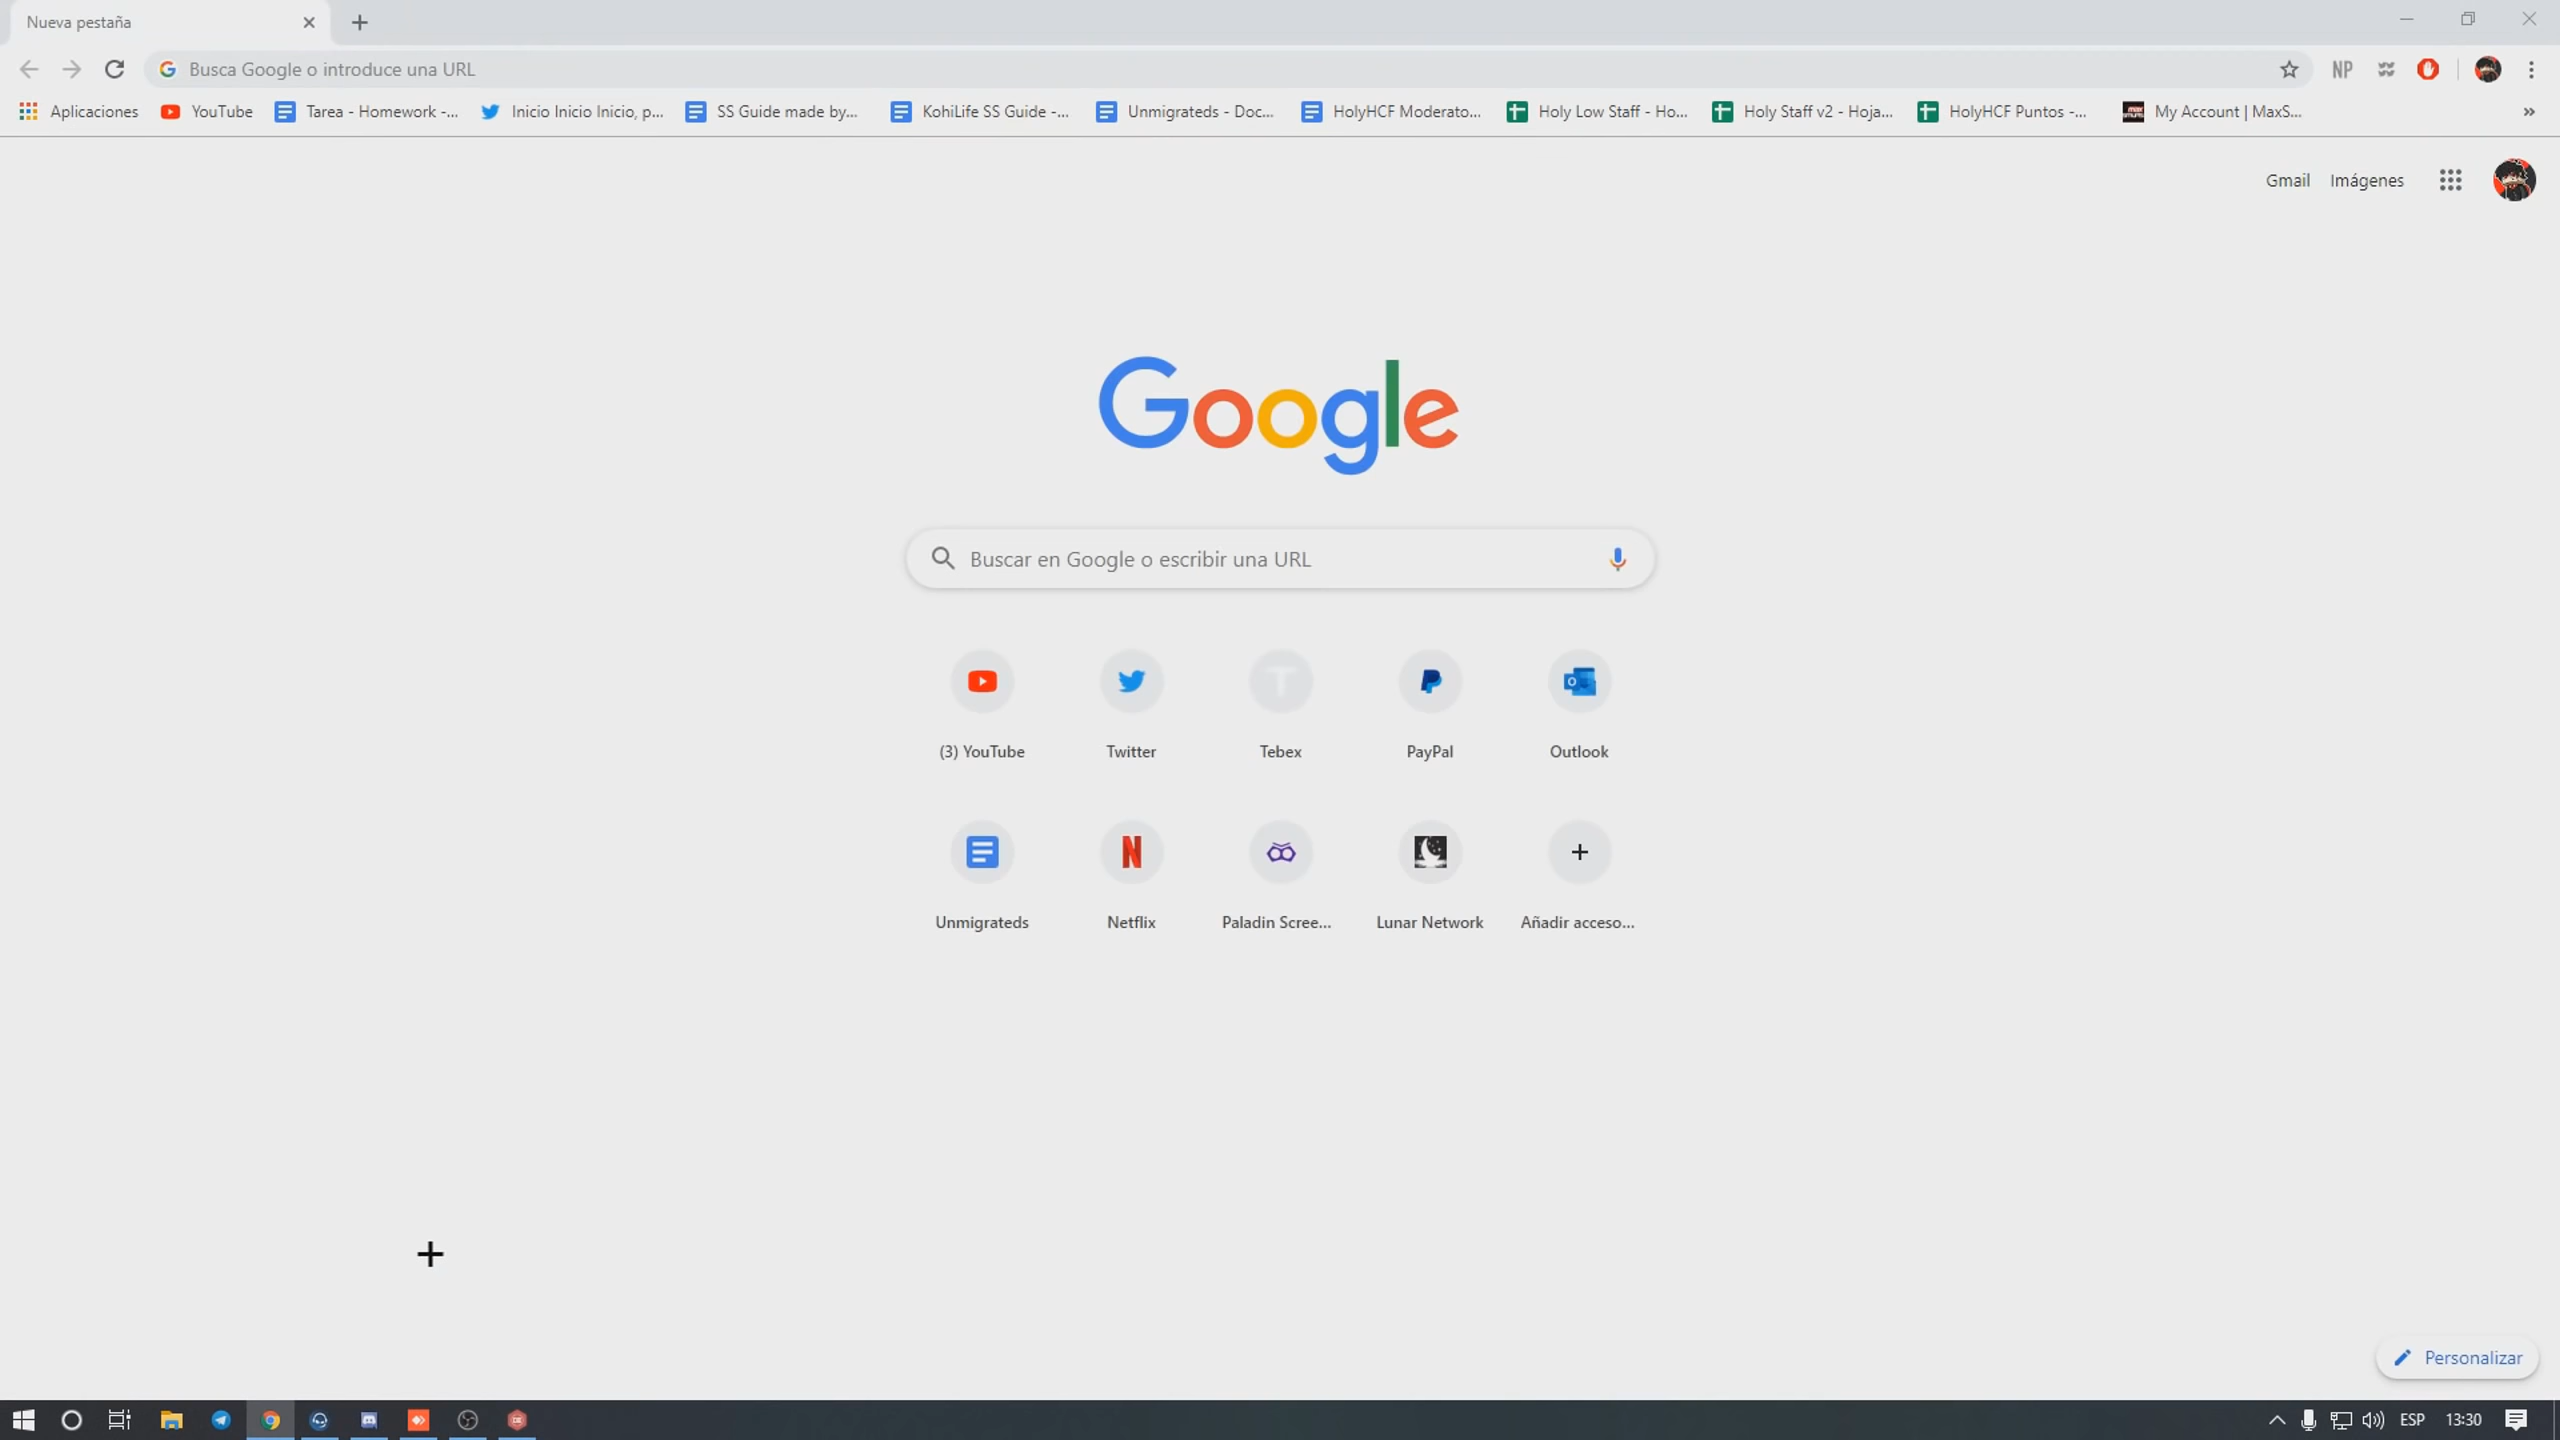 Nueva pestaña
Busca Google o introduce una URL
NP
Aplicaciones YouTube Tarea - Homework -... Inicio Inicio Inicio, p... SS Guide made by... KohiLife SS Guide -... Unmigrateds - Doc... HolyHCF Moderato... Holy Low Staff - Ho... Holy Staff v2 - Hoja... HolyHCF Puntos -... My Account | MaxS... »
Gmail Imágenes
Google
Buscar en Google o escribir una URL
T
(3) YouTube Twitter Tebex PayPal Outlook
N
Unmigrateds Netflix Paladin Scree... Lunar Network Añadir acceso...
Personalizar
ESP 13:30